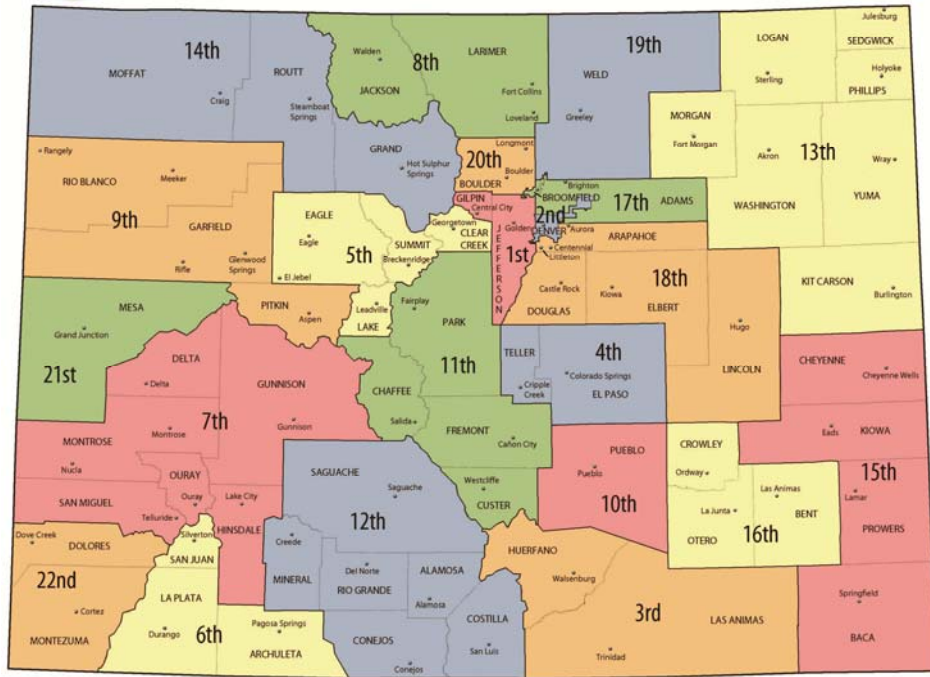 14th
MOFFAT
Craig
ROUTT
Steamboat
Springs
Walden
JACKSON
8th
LARIMER
Fort Collins
Loveland
19th
WELD
Greeley
LOGAN
Sterling
Julesburg
SEDGWICK
Holyoke
PHILLIPS
MORGAN
Fort Morgan
Akron
WASHINGTON
13th
Wray
YUMA
GRAND
Hot Sulphur
Springs
20th
Longmont
Boulder
BOULDER
Rangely
RIO BLANCO
Meeker
9th
GARFIELD
Rifle
Glenwood
Springs
EAGLE
Eagle
El Jebel
5th
SUMMIT
Breckenridge
Georgetown
CLEAR
CREEK
Leadville
LAKE
GILPIN
Central City
Golden
JEFFERSON
1st
BROOMFIELD
Brighton
2nd
DENVER
17th
ADAMS
Aurora
ARAPAHOE
Centennial
Littleton
Castle Rock
DOUGLAS
Kiowa
ELBERT
18th
Hugo
LINCOLN
KIT CARSON
Burlington
MESA
Grand Junction
21st
PITKIN
Aspen
Fairplay
PARK
11th
CHAFFEE
Salida
FREMONT
Cañon City
Westcliffe
CUSTER
TELLER
Cripple
Creek
4th
Colorado Springs
EL PASO
CHEYENNE
Cheyenne Wells
Eads
KIOWA
15th
Lamar
PROWERS
Springfield
BACA
DELTA
Delta
GUNNISON
Gunnison
7th
MONTROSE
Montrose
Nucla
OURAY
Ouray
SAN MIGUEL
Telluride
Lake City
HINSDALE
SAGUACHE
Saguache
12th
Creede
MINERAL
Del Norte
RIO GRANDE
ALAMOSA
Alamosa
CONEJOS
Conejos
COSTILLA
San Luis
PUEBLO
Pueblo
10th
CROWLEY
Ordway
Las Animas
La Junta
BENT
OTERO
16th
HUERFANO
Walsenburg
3rd
LAS ANIMAS
Trinidad
Dove Creek
DOLORES
22nd
Cortez
MONTEZUMA
Silverton
SAN JUAN
LA PLATA
Durango
6th
Pagosa Springs
ARCHULETA